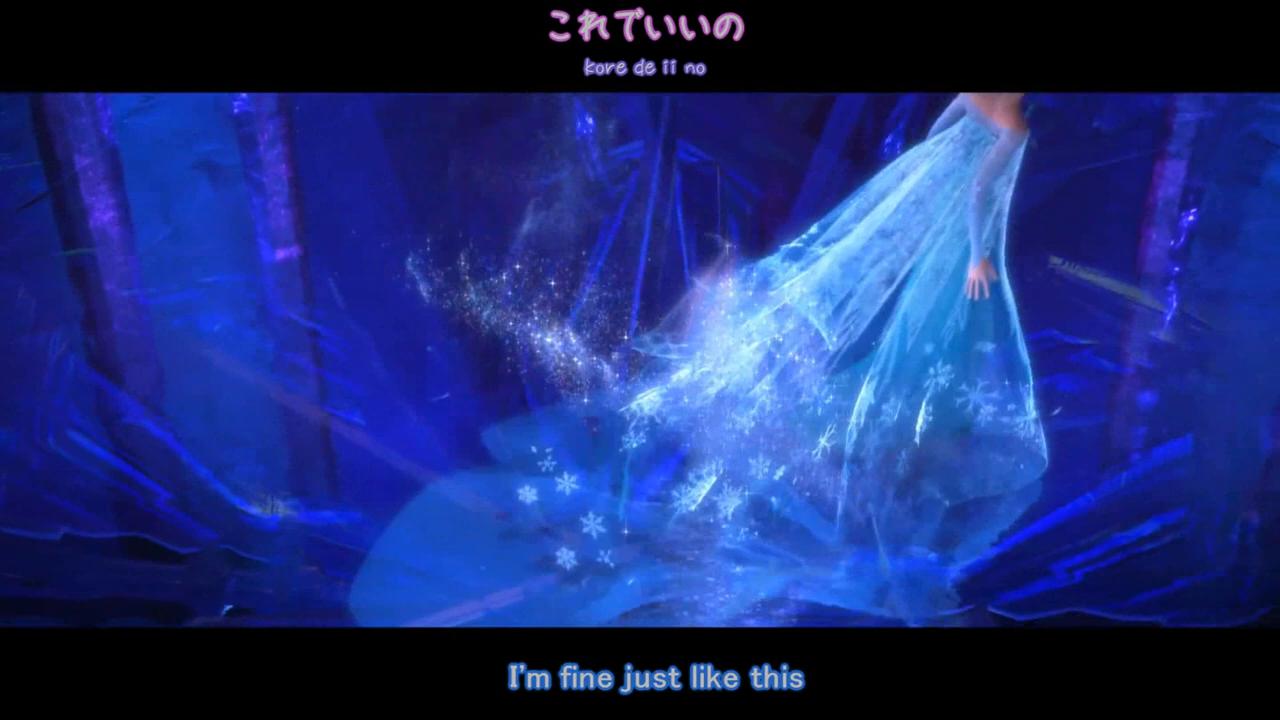 これでいいの
kore de ii no
I'm fine just like this